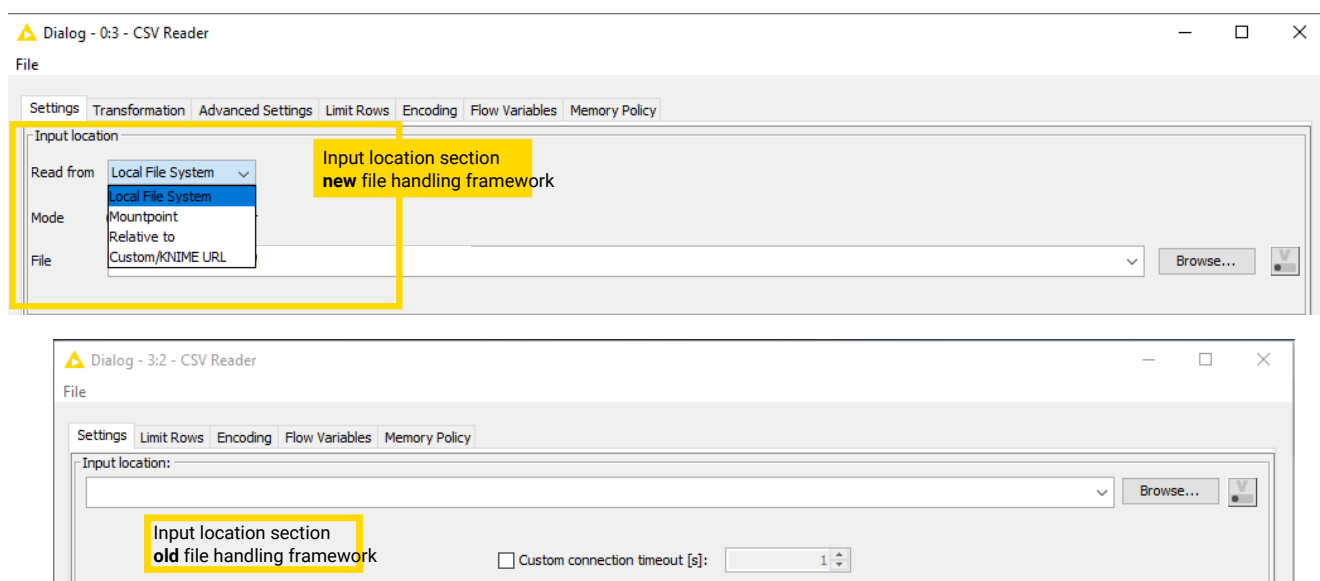 Dialog - 0:3 - CSV Reader
File
Settings Transformation Advanced Settings Limit Rows Encoding Flow Variables Memory Policy
Input location
Read from Local File System
Input location section
new file handling framework
Local File System
Mode Mountpoint
Relative to
File Custom/KNIME URL Browse... V
Dialog - 3:2 - CSV Reader
File
Settings Limit Rows Encoding Flow Variables Memory Policy
Input location:
Browse... V
Input location section
old file handling framework
Custom connection timeout [s]: 1